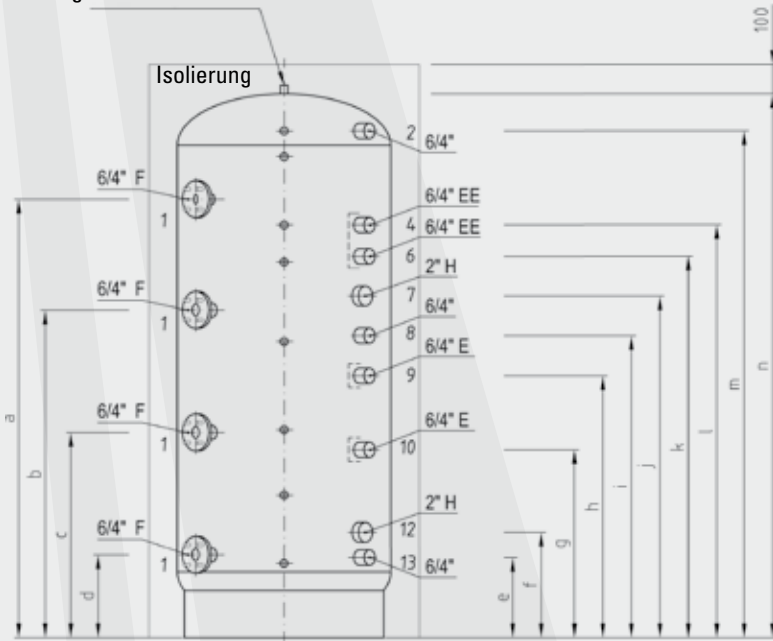 100
Isolierung
2 6/4"
6/4" F
1
6/4" EE
4 6/4" EE
6
2" H
7
6/4" F
1
6/4"
8
6/4" E
9
6/4" F
1
6/4" E
10
2" H
12
6/4" F
1
13 6/4"
a
b
c
d
e
f
g
h
i
j
k
l
m
n